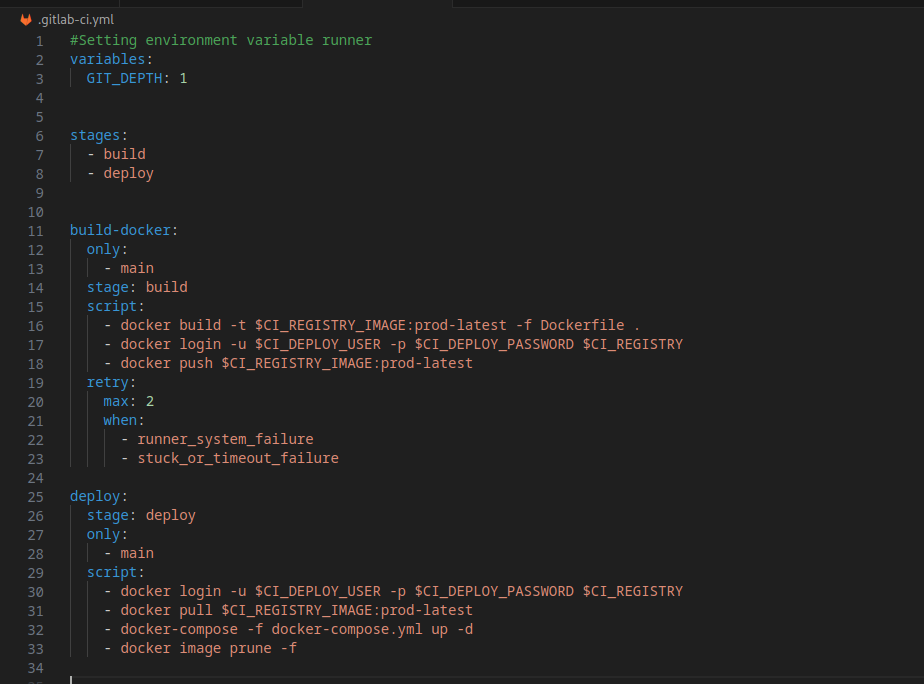 .gitlab-ci.yml
1 #Setting environment variable runner
2 variables:
3   GIT_DEPTH: 1
4
5
6 stages:
7   - build
8   - deploy
9
10
11 build-docker:
12   only:
13     - main
14   stage: build
15   script:
16     - docker build -t $CI_REGISTRY_IMAGE:prod-latest -f Dockerfile .
17     - docker login -u $CI_DEPLOY_USER -p $CI_DEPLOY_PASSWORD $CI_REGISTRY
18     - docker push $CI_REGISTRY_IMAGE:prod-latest
19   retry:
20     max: 2
21     when:
22       - runner_system_failure
23       - stuck_or_timeout_failure
24
25 deploy:
26   stage: deploy
27   only:
28     - main
29   script:
30     - docker login -u $CI_DEPLOY_USER -p $CI_DEPLOY_PASSWORD $CI_REGISTRY
31     - docker pull $CI_REGISTRY_IMAGE:prod-latest
32     - docker-compose -f docker-compose.yml up -d
33     - docker image prune -f
34